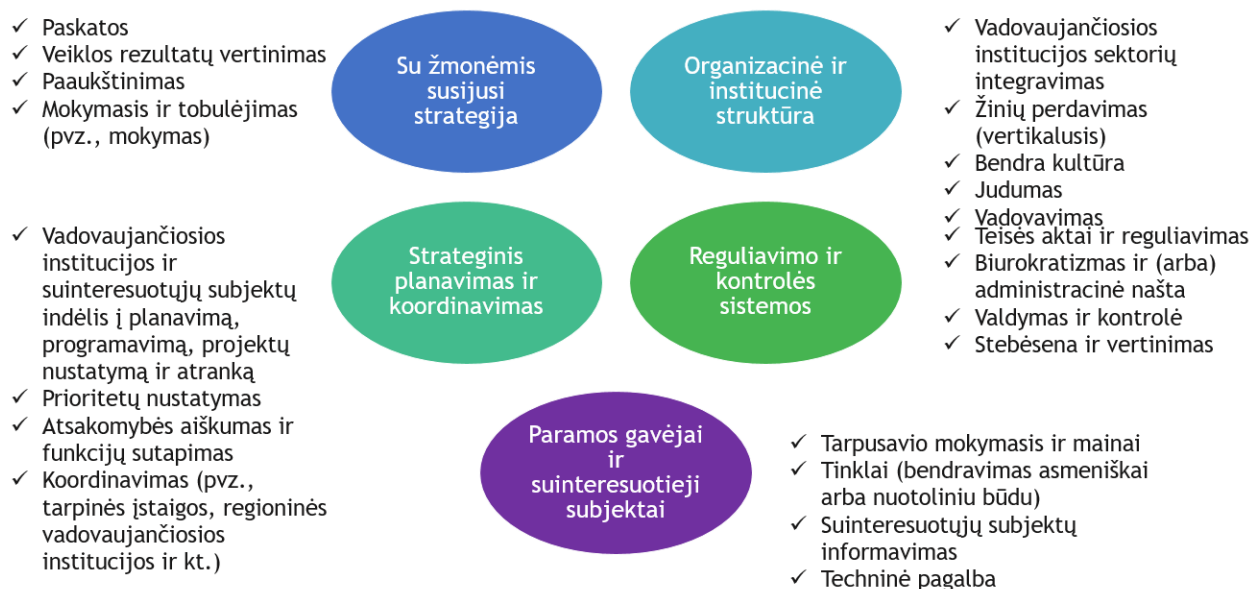 ✓ Paskatos
✓ Veiklos rezultatų vertinimas
✓ Paaukštinimas
✓ Mokymasis ir tobulėjimas
(pvz., mokymas)
Su žmonėmis
susijusi
strategija
Organizacinė ir
institucinė
struktūra
✓ Vadovaujančiosios
institucijos sektorių
integravimas
✓ Žinių perdavimas
(vertikalusis)
✓ Bendra kultūra
✓ Judumas
✓ Vadovavimas
✓ Vadovaujančiosios
institucijos ir
suinteresuotųjų subjektų
indėlis į planavimą,
programavimą, projektų
nustatymą ir atranką
✓ Prioritetų nustatymas
✓ Atsakomybės aiškumas ir
funkcijų sutapimas
✓ Koordinavimas (pvz.,
tarpinės įstaigos, regioninės
vadovaujančiosios
institucijos ir kt.)
Strateginis
planavimas ir
koordinavimas
Reguliavimo ir
kontrolės
sistemos
✓ Teisės aktai ir reguliavimas
✓ Biurokratizmas ir (arba)
administracinė našta
✓ Valdymas ir kontrolė
✓ Stebėsena ir vertinimas
Paramos gavėjai
ir
suinteresuotieji
subjektai
✓ Tarpusavio mokymasis ir mainai
✓ Tinklai (bendravimas asmeniškai
arba nuotoliniu būdu)
✓ Suinteresuotųjų subjektų
informavimas
✓ Techninė pagalba